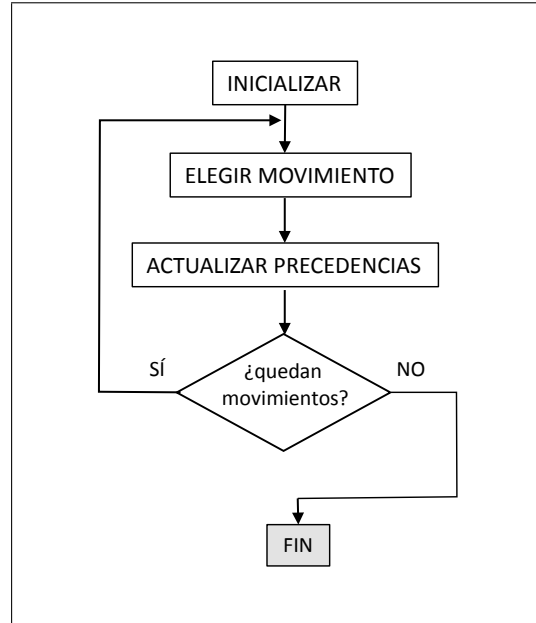 INICIALIZAR
ELEGIR MOVIMIENTO
ACTUALIZAR PRECEDENCIAS
SÍ
¿quedan
movimientos?
NO
FIN